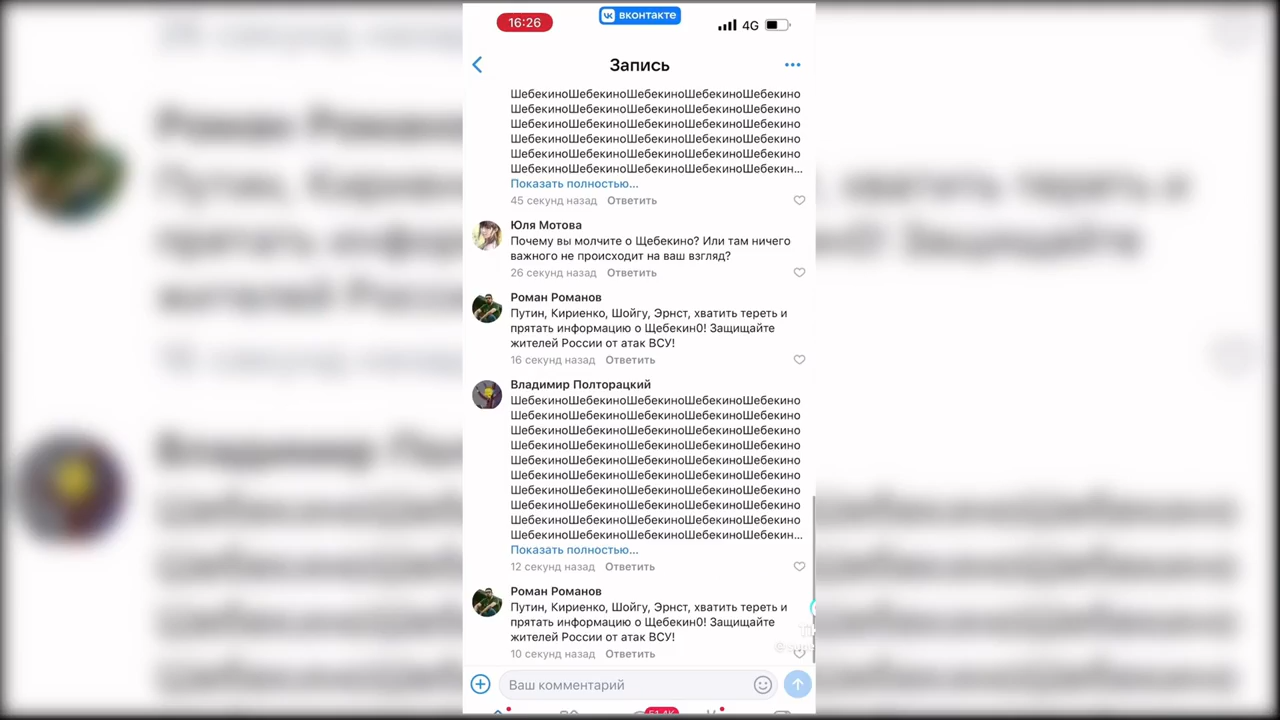 16:26
вконтакте
4G
Запись
ШебекиноШебекиноШебекиноШебекиноШебекино
ШебекиноШебекиноШебекиноШебекиноШебекино
ШебекиноШебекиноШебекиноШебекиноШебекино
ШебекиноШебекиноШебекиноШебекиноШебекино
ШебекиноШебекиноШебекиноШебекиноШебекино
ШебекиноШебекиноШебекиноШебекиноШебекин...
Показать полностью...
45 секунд назад Ответить
Юля Мотова
Почему вы молчите о Щебекино? Или там ничего
важного не происходит на ваш взгляд?
26 секунд назад Ответить
Роман Романов
Путин, Кириенко, Шойгу, Эрнст, хватить тереть и
прятать информацию о Щебекин0! Защищайте
жителей России от атак ВСУ!
16 секунд назад Ответить
Владимир Полторацкий
ШебекиноШебекиноШебекиноШебекиноШебекино
ШебекиноШебекиноШебекиноШебекиноШебекино
ШебекиноШебекиноШебекиноШебекиноШебекино
ШебекиноШебекиноШебекиноШебекиноШебекино
ШебекиноШебекиноШебекиноШебекиноШебекино
ШебекиноШебекиноШебекиноШебекиноШебекино
ШебекиноШебекиноШебекиноШебекиноШебекино
ШебекиноШебекиноШебекиноШебекиноШебекино
ШебекиноШебекиноШебекиноШебекиноШебекино
ШебекиноШебекиноШебекиноШебекиноШебекин...
Показать полностью...
12 секунд назад Ответить
Роман Романов
Путин, Кириенко, Шойгу, Эрнст, хватить тереть и
прятать информацию о Щебекин0! Защищайте
жителей России от атак ВСУ!
10 секунд назад Ответить
Ваш комментарий